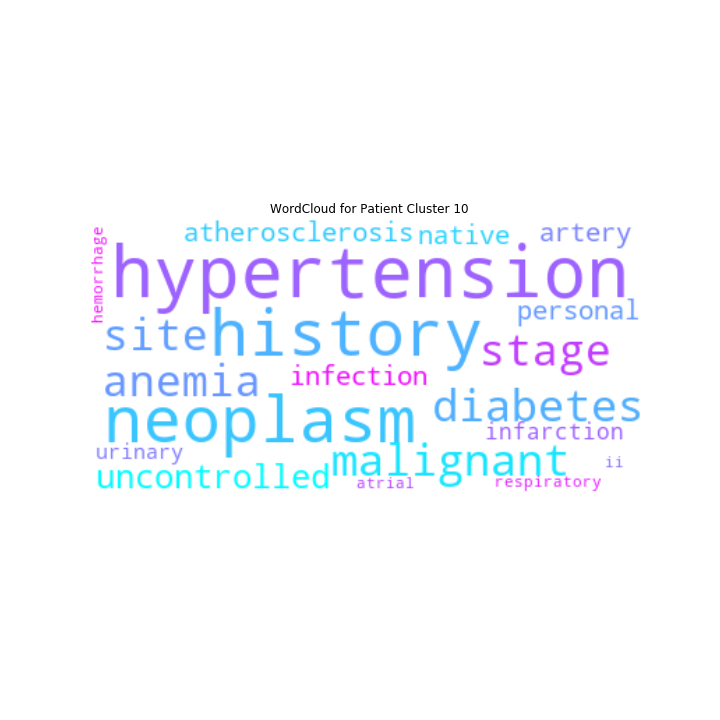 WordCloud for Patient Cluster 10
hemorrhage
atherosclerosis native artery
hypertension
personal
site history stage
anemia infection
neoplasm diabetes
infarction
urinary malignant ii
uncontrolled atrial respiratory